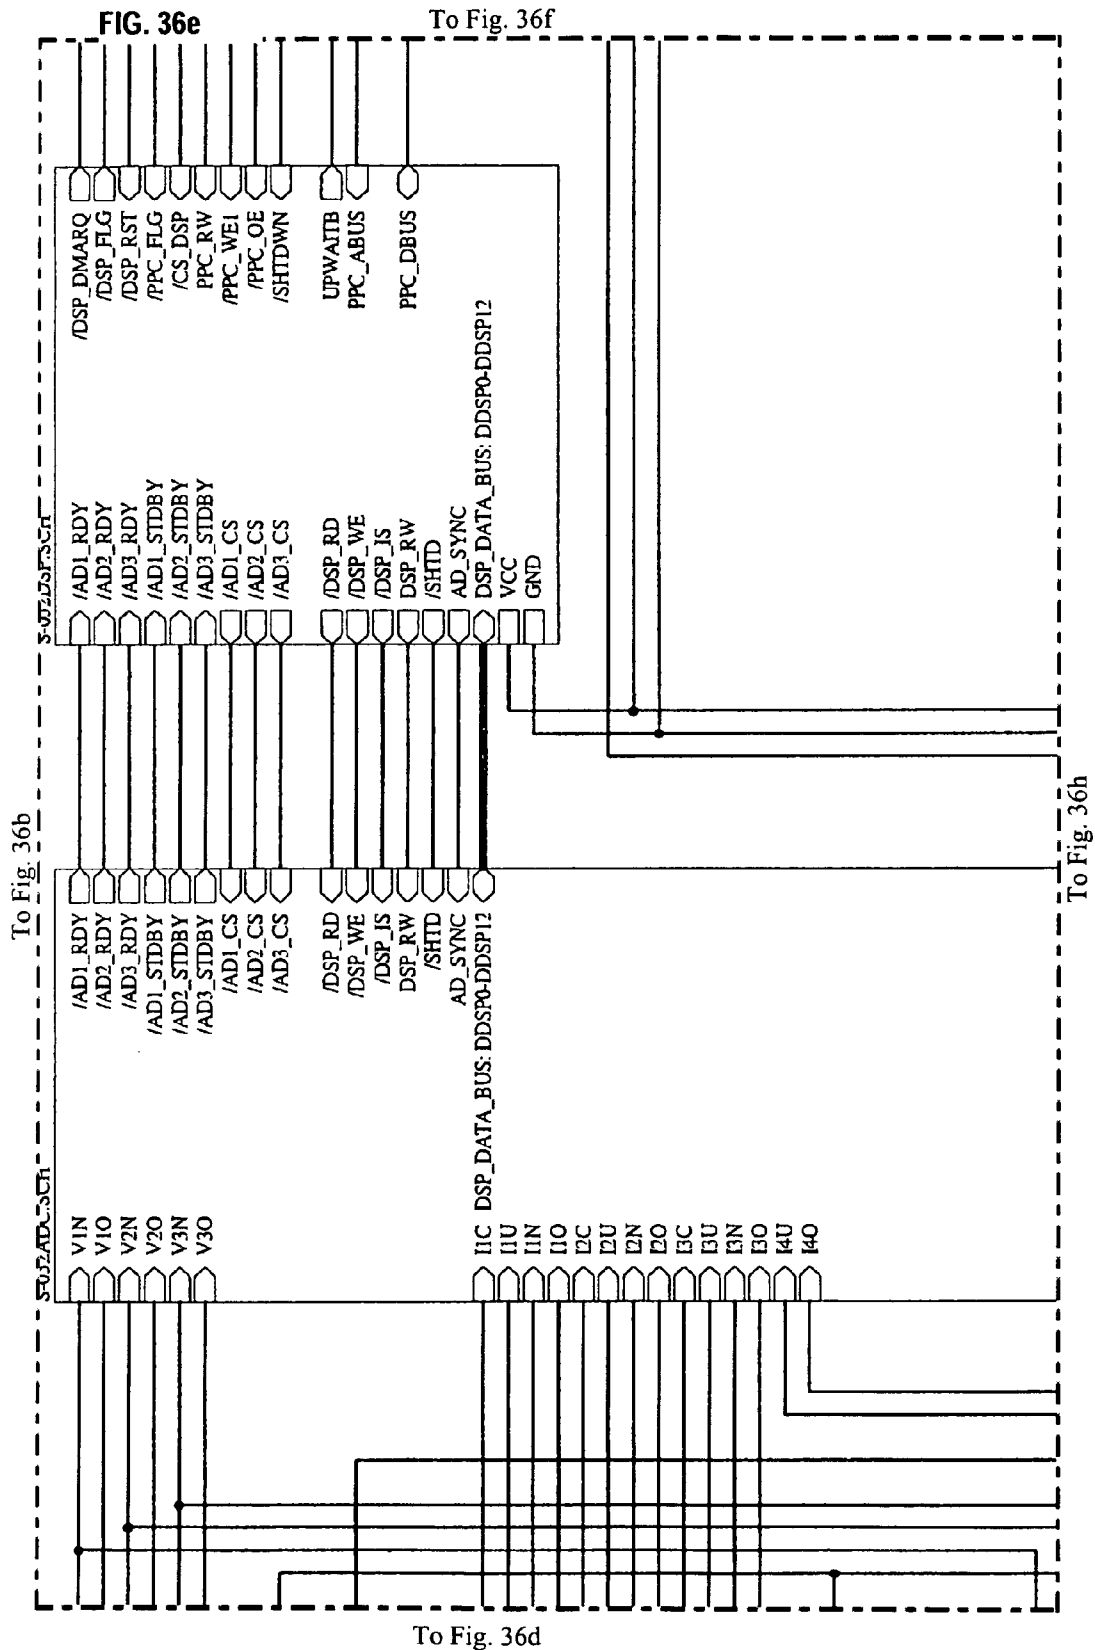 FIG. 36e
To Fig. 36f
/DSP_DMARQ
/DSP_FLG
/DSP_RST
/PPC_FLG
/CS_DSP
PPC_RW
/PPC_WE1
/PPC_OE
/SHTDWN
UPWAITB
PPC_ABUS
PPC_DBUS
S-032DSP.SCH
/AD1_RDY
/AD2_RDY
/AD3_RDY
/AD1_STDBY
/AD2_STDBY
/AD3_STDBY
/AD1_CS
/AD2_CS
/AD3_CS
/DSP_RD
/DSP_WE
/DSP_IS
DSP_RW
/SHTD
AD_SYNC
DSP_DATA_BUS: DDSP0-DDSP12
VCC
GND
To Fig. 36b
To Fig. 36h
/AD1_RDY
/AD2_RDY
/AD3_RDY
/AD1_STDBY
/AD2_STDBY
/AD3_STDBY
/AD1_CS
/AD2_CS
/AD3_CS
/DSP_RD
/DSP_WE
/DSP_IS
DSP_RW
/SHTD
AD_SYNC
DSP_DATA_BUS: DDSP0-DDSP12
S-032ADC.SCH
V1N
V1O
V2N
V2O
V3N
V3O
I1C
I1U
I1N
I1O
I2C
I2U
I2N
I2O
I3C
I3U
I3N
I3O
I4U
I4O
To Fig. 36d